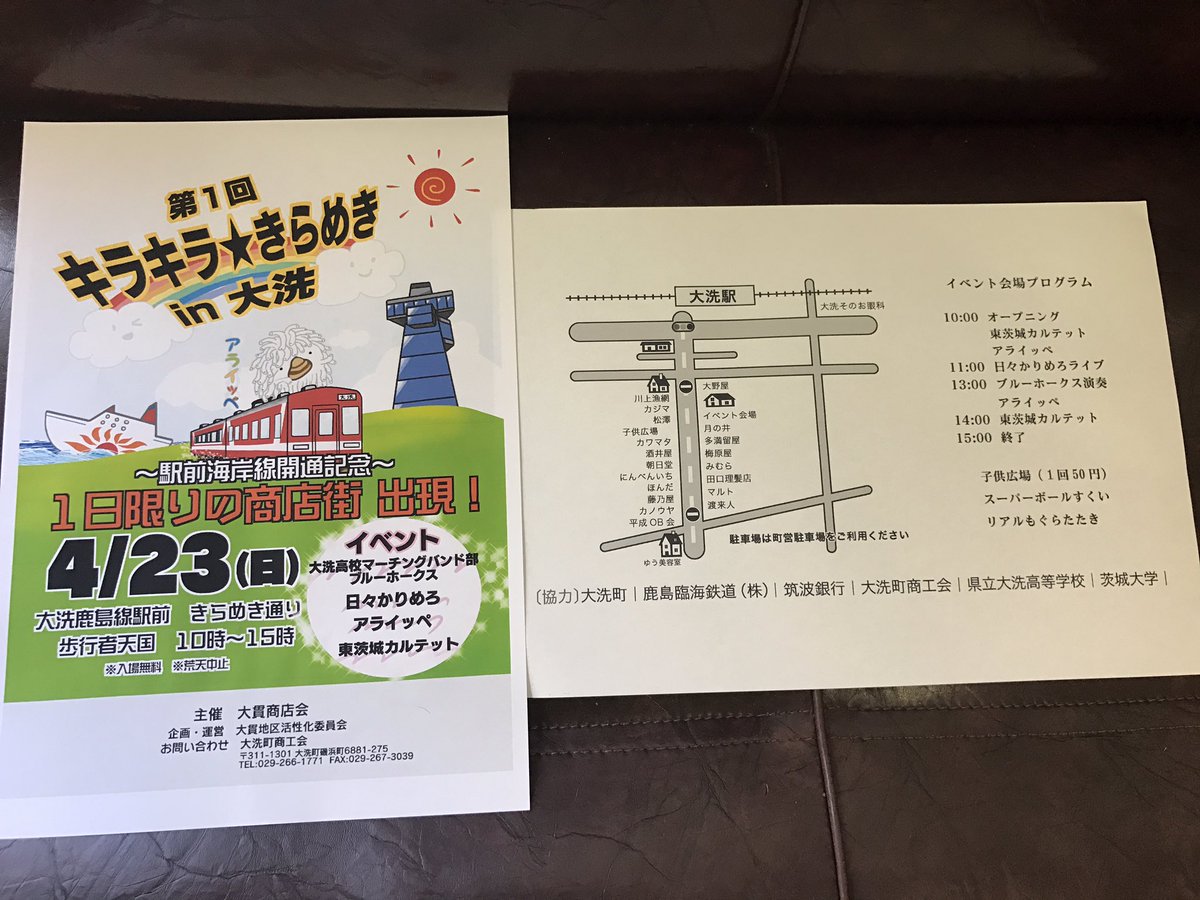 第1回
キラキラ★きらめき
in 大洗
アライッペ
大洗
～駅前海岸線開通記念～
1日限りの商店街 出現！
4/23(日)
大洗鹿島線駅前 きらめき通り
歩行者天国 10時～15時
※入場無料 ※荒天中止
イベント
大洗高校マーチングバンド部
ブルーホークス
日々かりめろ
アライッペ
東茨城カルテット
主催 大貫商店会
企画・運営 大貫地区活性化委員会
お問い合わせ 大洗町商工会
〒311-1301 大洗町磯浜町6881-275
TEL:029-266-1771 FAX:029-267-3039
大洗駅
大洗そのお眼科
川上漁網
カジマ
松澤
子供広場
カワマタ
酒井屋
朝日堂
にんべんいち
ほんだ
藤乃屋
カノウヤ
平成OB会
ゆう美容室
大野屋
イベント会場
月の井
多満留屋
梅原屋
みむら
田口理髪店
マルト
渡来人
駐車場は町営駐車場をご利用ください
イベント会場プログラム
10:00 オープニング
東茨城カルテット
アライッペ
11:00 日々かりめろライブ
13:00 ブルーホークス演奏
アライッペ
14:00 東茨城カルテット
15:00 終了
子供広場（1回50円）
スーパーボールすくい
リアルもぐらたたき
〔協力〕大洗町｜鹿島臨海鉄道(株)｜筑波銀行｜大洗町商工会｜県立大洗高等学校｜茨城大学｜